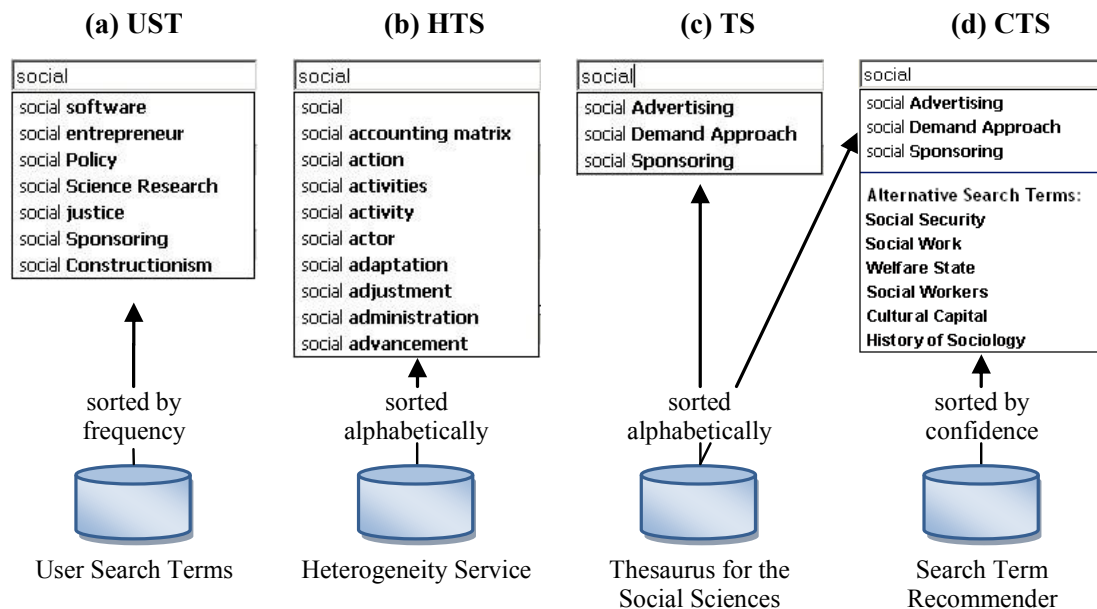 (a) UST
social
social software
social entrepreneur
social Policy
social Science Research
social justice
social Sponsoring
social Constructionism
sorted by
frequency
User Search Terms
(b) HTS
social
social
social accounting matrix
social action
social activities
social activity
social actor
social adaptation
social adjustment
social administration
social advancement
sorted
alphabetically
Heterogeneity Service
(c) TS
social
social Advertising
social Demand Approach
social Sponsoring
sorted
alphabetically
Thesaurus for the
Social Sciences
(d) CTS
social
social Advertising
social Demand Approach
social Sponsoring
Alternative Search Terms:
Social Security
Social Work
Welfare State
Social Workers
Cultural Capital
History of Sociology
sorted by
confidence
Search Term
Recommender